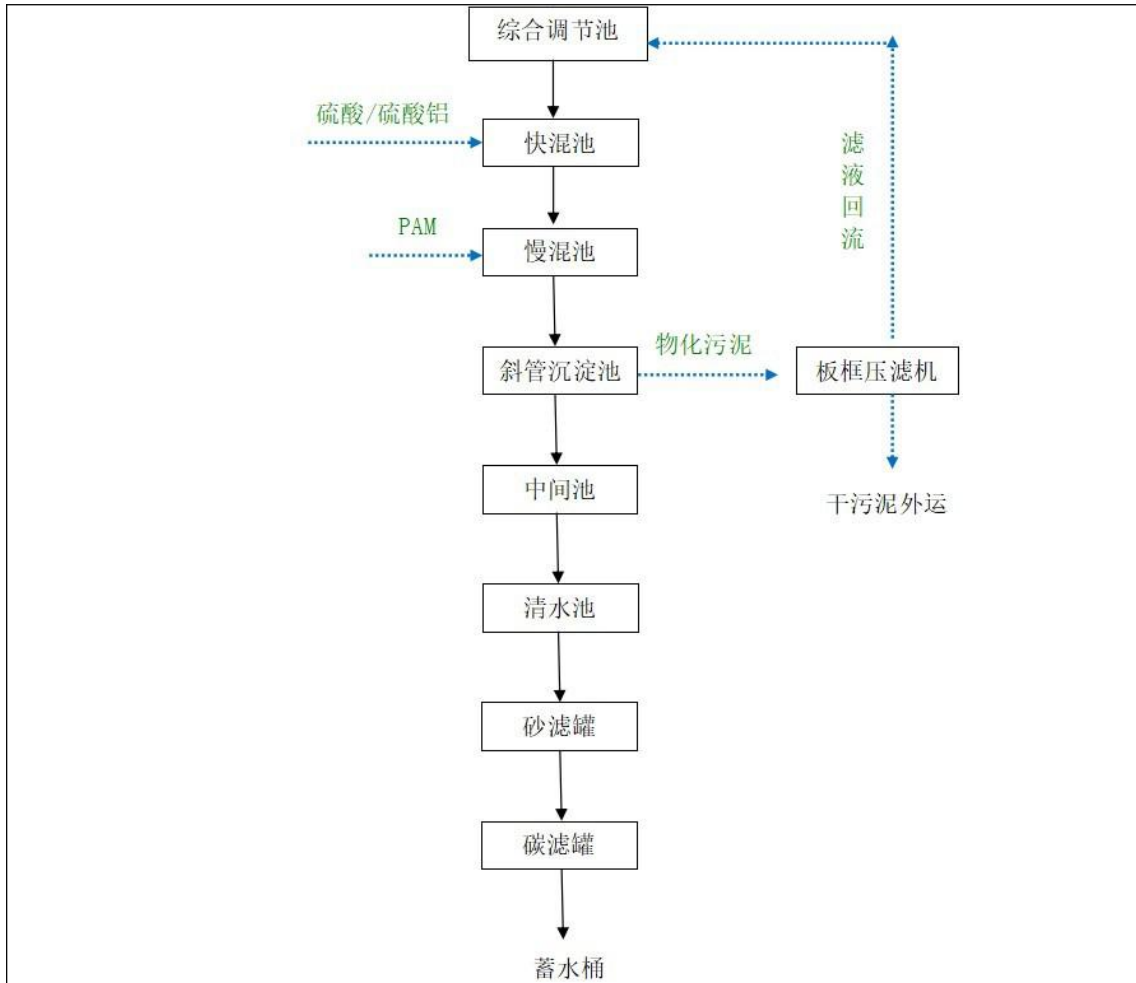 综合调节池
硫酸/硫酸铝
快混池
滤液回流
PAM
慢混池
物化污泥
斜管沉淀池
板框压滤机
中间池
干污泥外运
清水池
砂滤罐
碳滤罐
蓄水桶